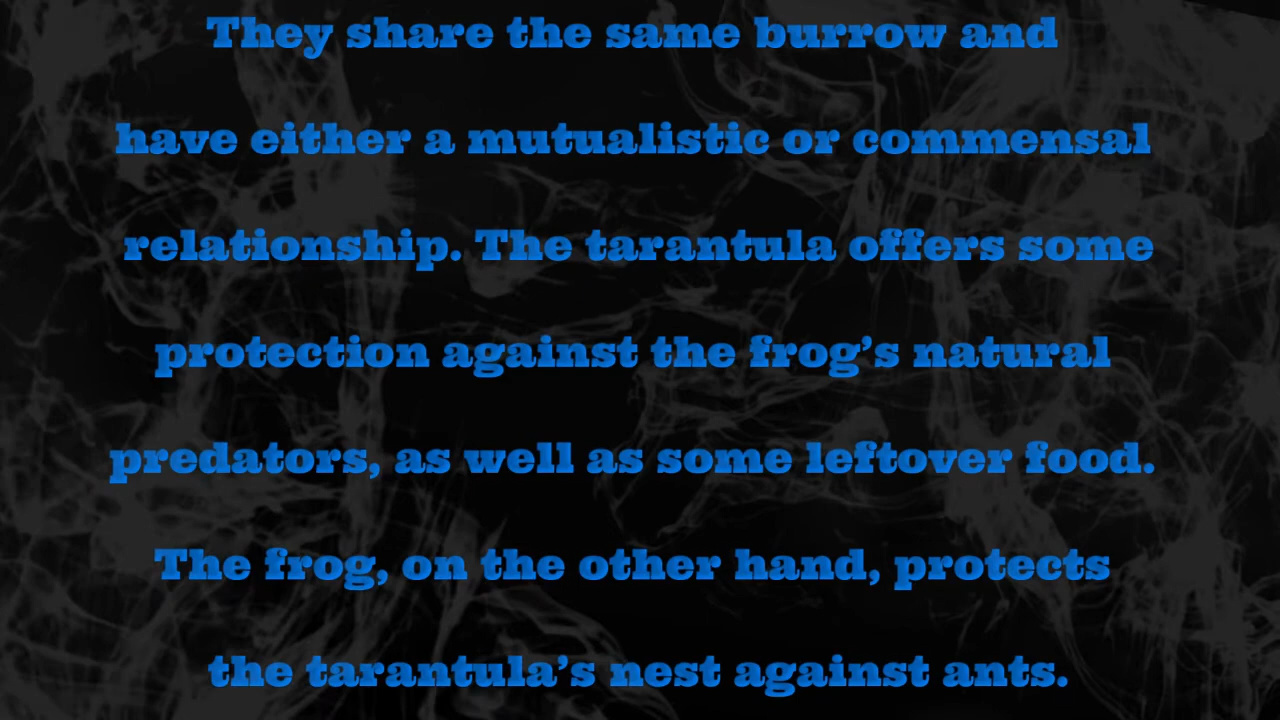 They share the same burrow and
have either a mutualistic or commensal
relationship. The tarantula offers some
protection against the frog’s natural
predators, as well as some leftover food.
The frog, on the other hand, protects
the tarantula’s nest against ants.